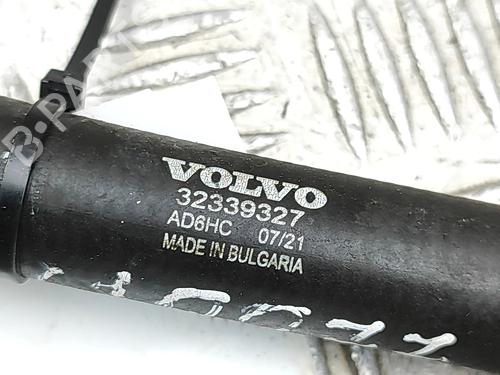 VOLVO
32339327
AD6HC 07/21
MADE IN BULGARIA